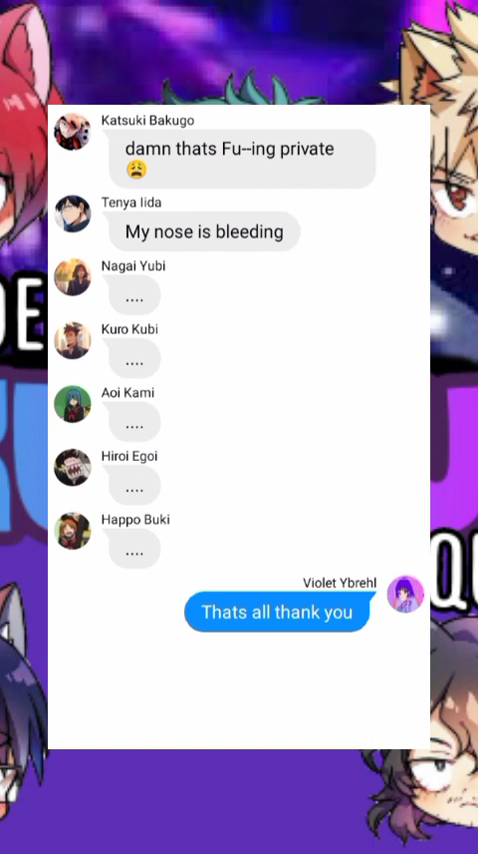 Katsuki Bakugo
damn thats Fu--ing private
😩
Tenya Iida
My nose is bleeding
Nagai Yubi
....
Kuro Kubi
....
Aoi Kami
....
Hiroi Egoi
....
Happo Buki
....
Violet Ybrehl
Thats all thank you